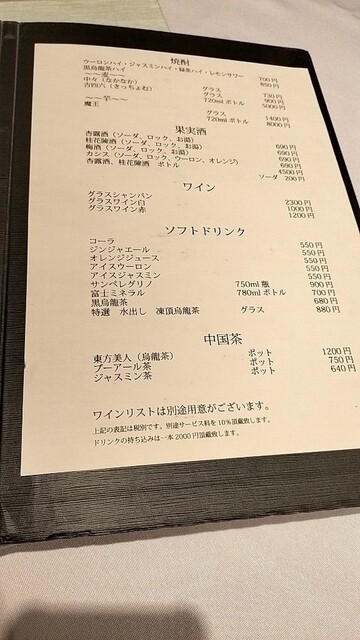 焼酎
ウーロンハイ・ジャスミンハイ・緑茶ハイ・レモンサワー 700円
黒烏龍茶ハイ 850円
～～麦～～
中々（なかなか） グラス 730円
吉四六（きっちょむ） グラス 900円
720ml ボトル 5000円
～～芋～～
魔王 グラス 1400円
720ml ボトル 8000円
果実酒
杏露酒（ソーダ、ロック、お湯） 690円
桂花陳酒（ソーダ、ロック、お湯） 690円
梅酒（ソーダ、ロック、お湯） 690円
カシス（ソーダ、ロック、ウーロン、オレンジ） 690円
杏露酒、桂花陳酒 ボトル 4500円
ソーダ 200円
ワイン
グラスシャンパン 2300円
グラスワイン白 1000円
グラスワイン赤 1200円
ソフトドリンク
コーラ 550円
ジンジャエール 550円
オレンジジュース 550円
アイスウーロン 550円
アイスジャスミン 550円
サンペレグリノ 750ml 瓶 900円
富士ミネラル 780ml ボトル 700円
黒烏龍茶 680円
特選 水出し 凍頂烏龍茶 グラス 880円
中国茶
東方美人（烏龍茶） ポット 1200円
プーアール茶 ポット 750円
ジャスミン茶 ポット 640円
ワインリストは別途用意がございます。
上記の表記は税別です。別途サービス料を10％頂戴致します。
ドリンクの持ち込みは一本2000円頂戴致します。